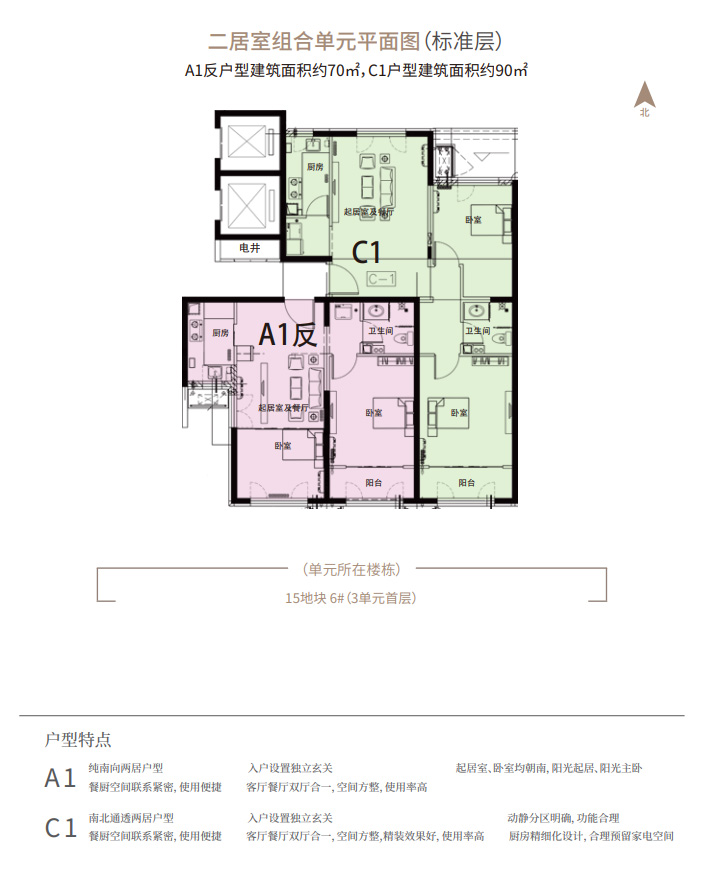 二居室组合单元平面图(标准层)
A1反户型建筑面积约70㎡,C1户型建筑面积约90㎡
北
厨房
起居室及餐厅
卧室
电井
C1
C-1
厨房
A1反
卫生间
卫生间
起居室及餐厅
卧室
卧室
卧室
阳台
阳台
(单元所在楼栋)
15地块 6#(3单元首层)
户型特点
A1
纯南向两居户型 入户设置独立玄关 起居室、卧室均朝南, 阳光起居、阳光主卧
餐厨空间联系紧密, 使用便捷 客厅餐厅双厅合一, 空间方整, 使用率高
C1
南北通透两居户型 入户设置独立玄关 动静分区明确, 功能合理
餐厨空间联系紧密, 使用便捷 客厅餐厅双厅合一, 空间方整,精装效果好, 使用率高 厨房精细化设计, 合理预留家电空间